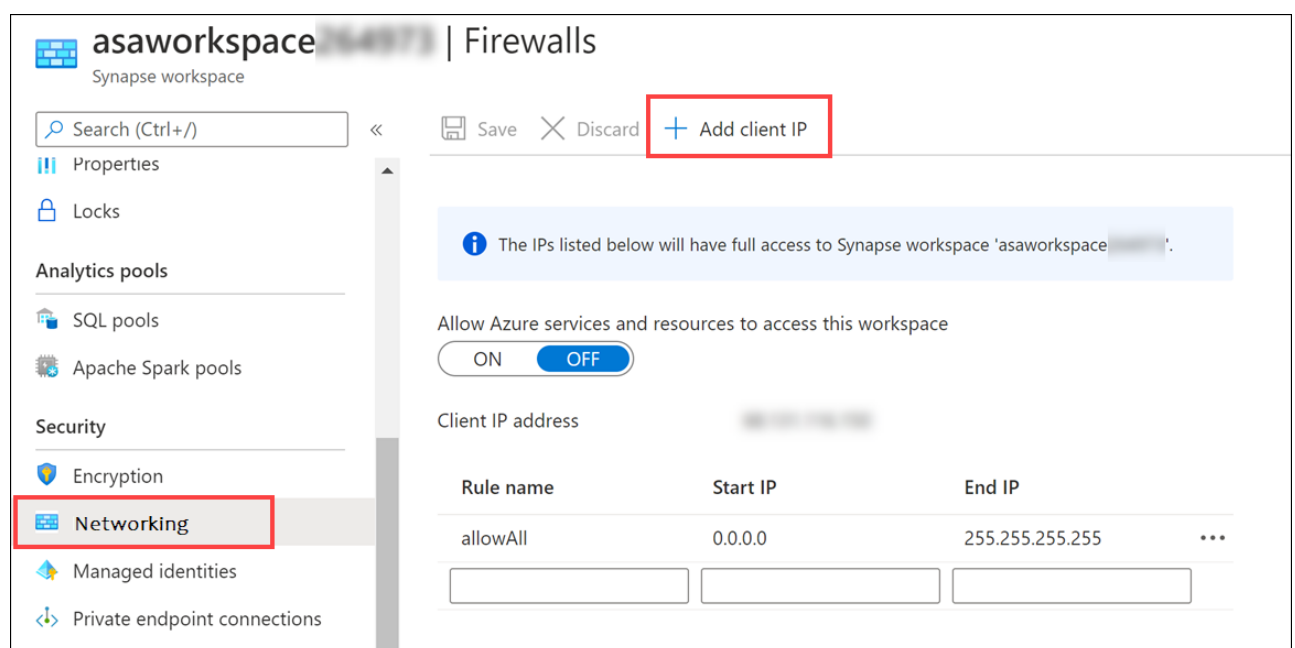 asaworkspace | Firewalls
Synapse workspace
Search (Ctrl+/)
«
Save
Discard
Add client IP
Properties
Locks
Analytics pools
SQL pools
Apache Spark pools
Security
Encryption
Networking
Managed identities
Private endpoint connections
The IPs listed below will have full access to Synapse workspace 'asaworkspace '.
Allow Azure services and resources to access this workspace
ON OFF
Client IP address
Rule name Start IP End IP
allowAll 0.0.0.0 255.255.255.255 •••